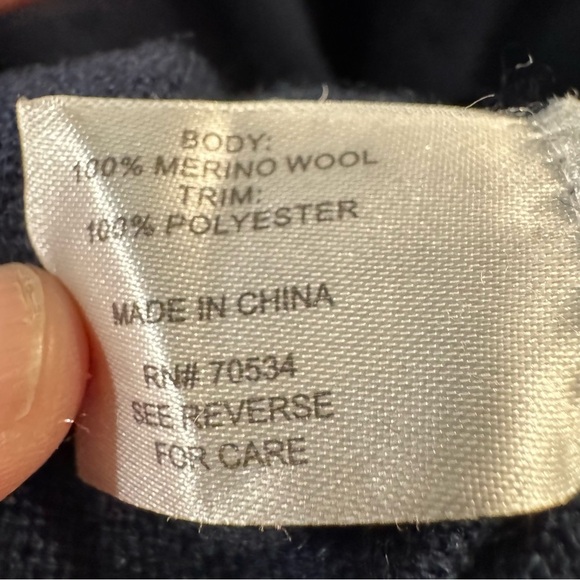 BODY:
100% MERINO WOOL
TRIM:
100% POLYESTER
MADE IN CHINA
RN# 70534
SEE REVERSE
FOR CARE